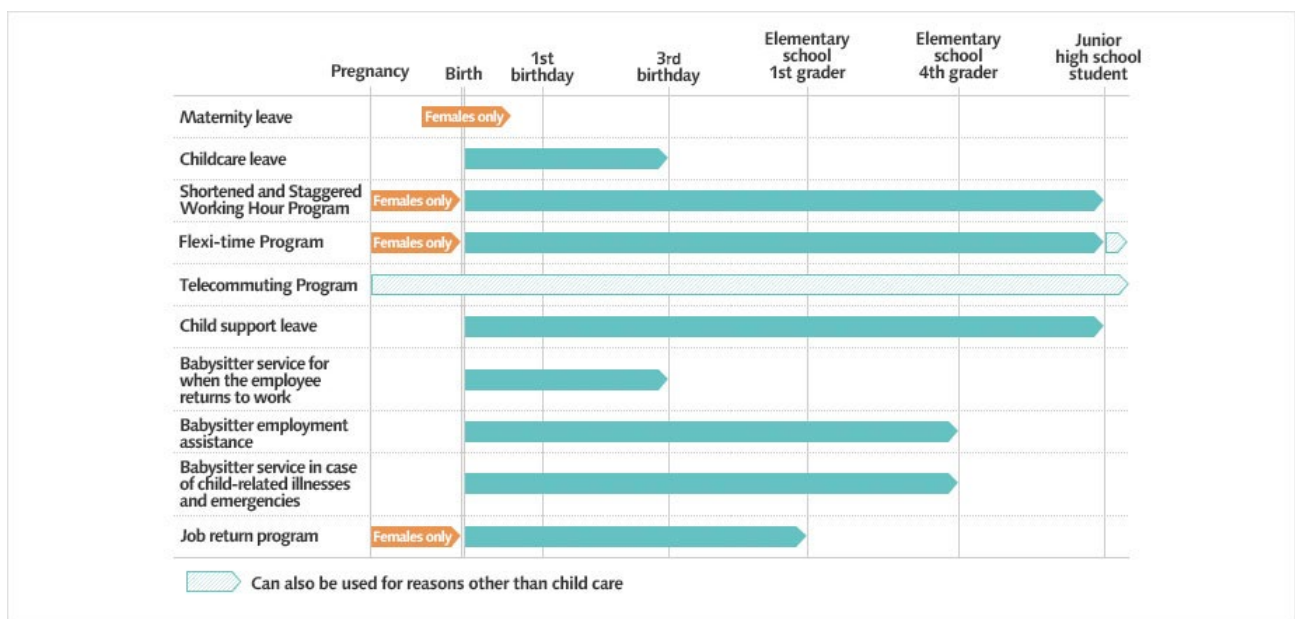 Pregnancy
Birth
1st
birthday
3rd
birthday
Elementary
school
1st grader
Elementary
school
4th grader
Junior
high school
student
Maternity leave
Females only
Childcare leave
Shortened and Staggered
Working Hour Program
Females only
Flexi-time Program
Females only
Telecommuting Program
Child support leave
Babysitter service for
when the employee
returns to work
Babysitter employment
assistance
Babysitter service in case
of child-related illnesses
and emergencies
Job return program
Females only
Can also be used for reasons other than child care